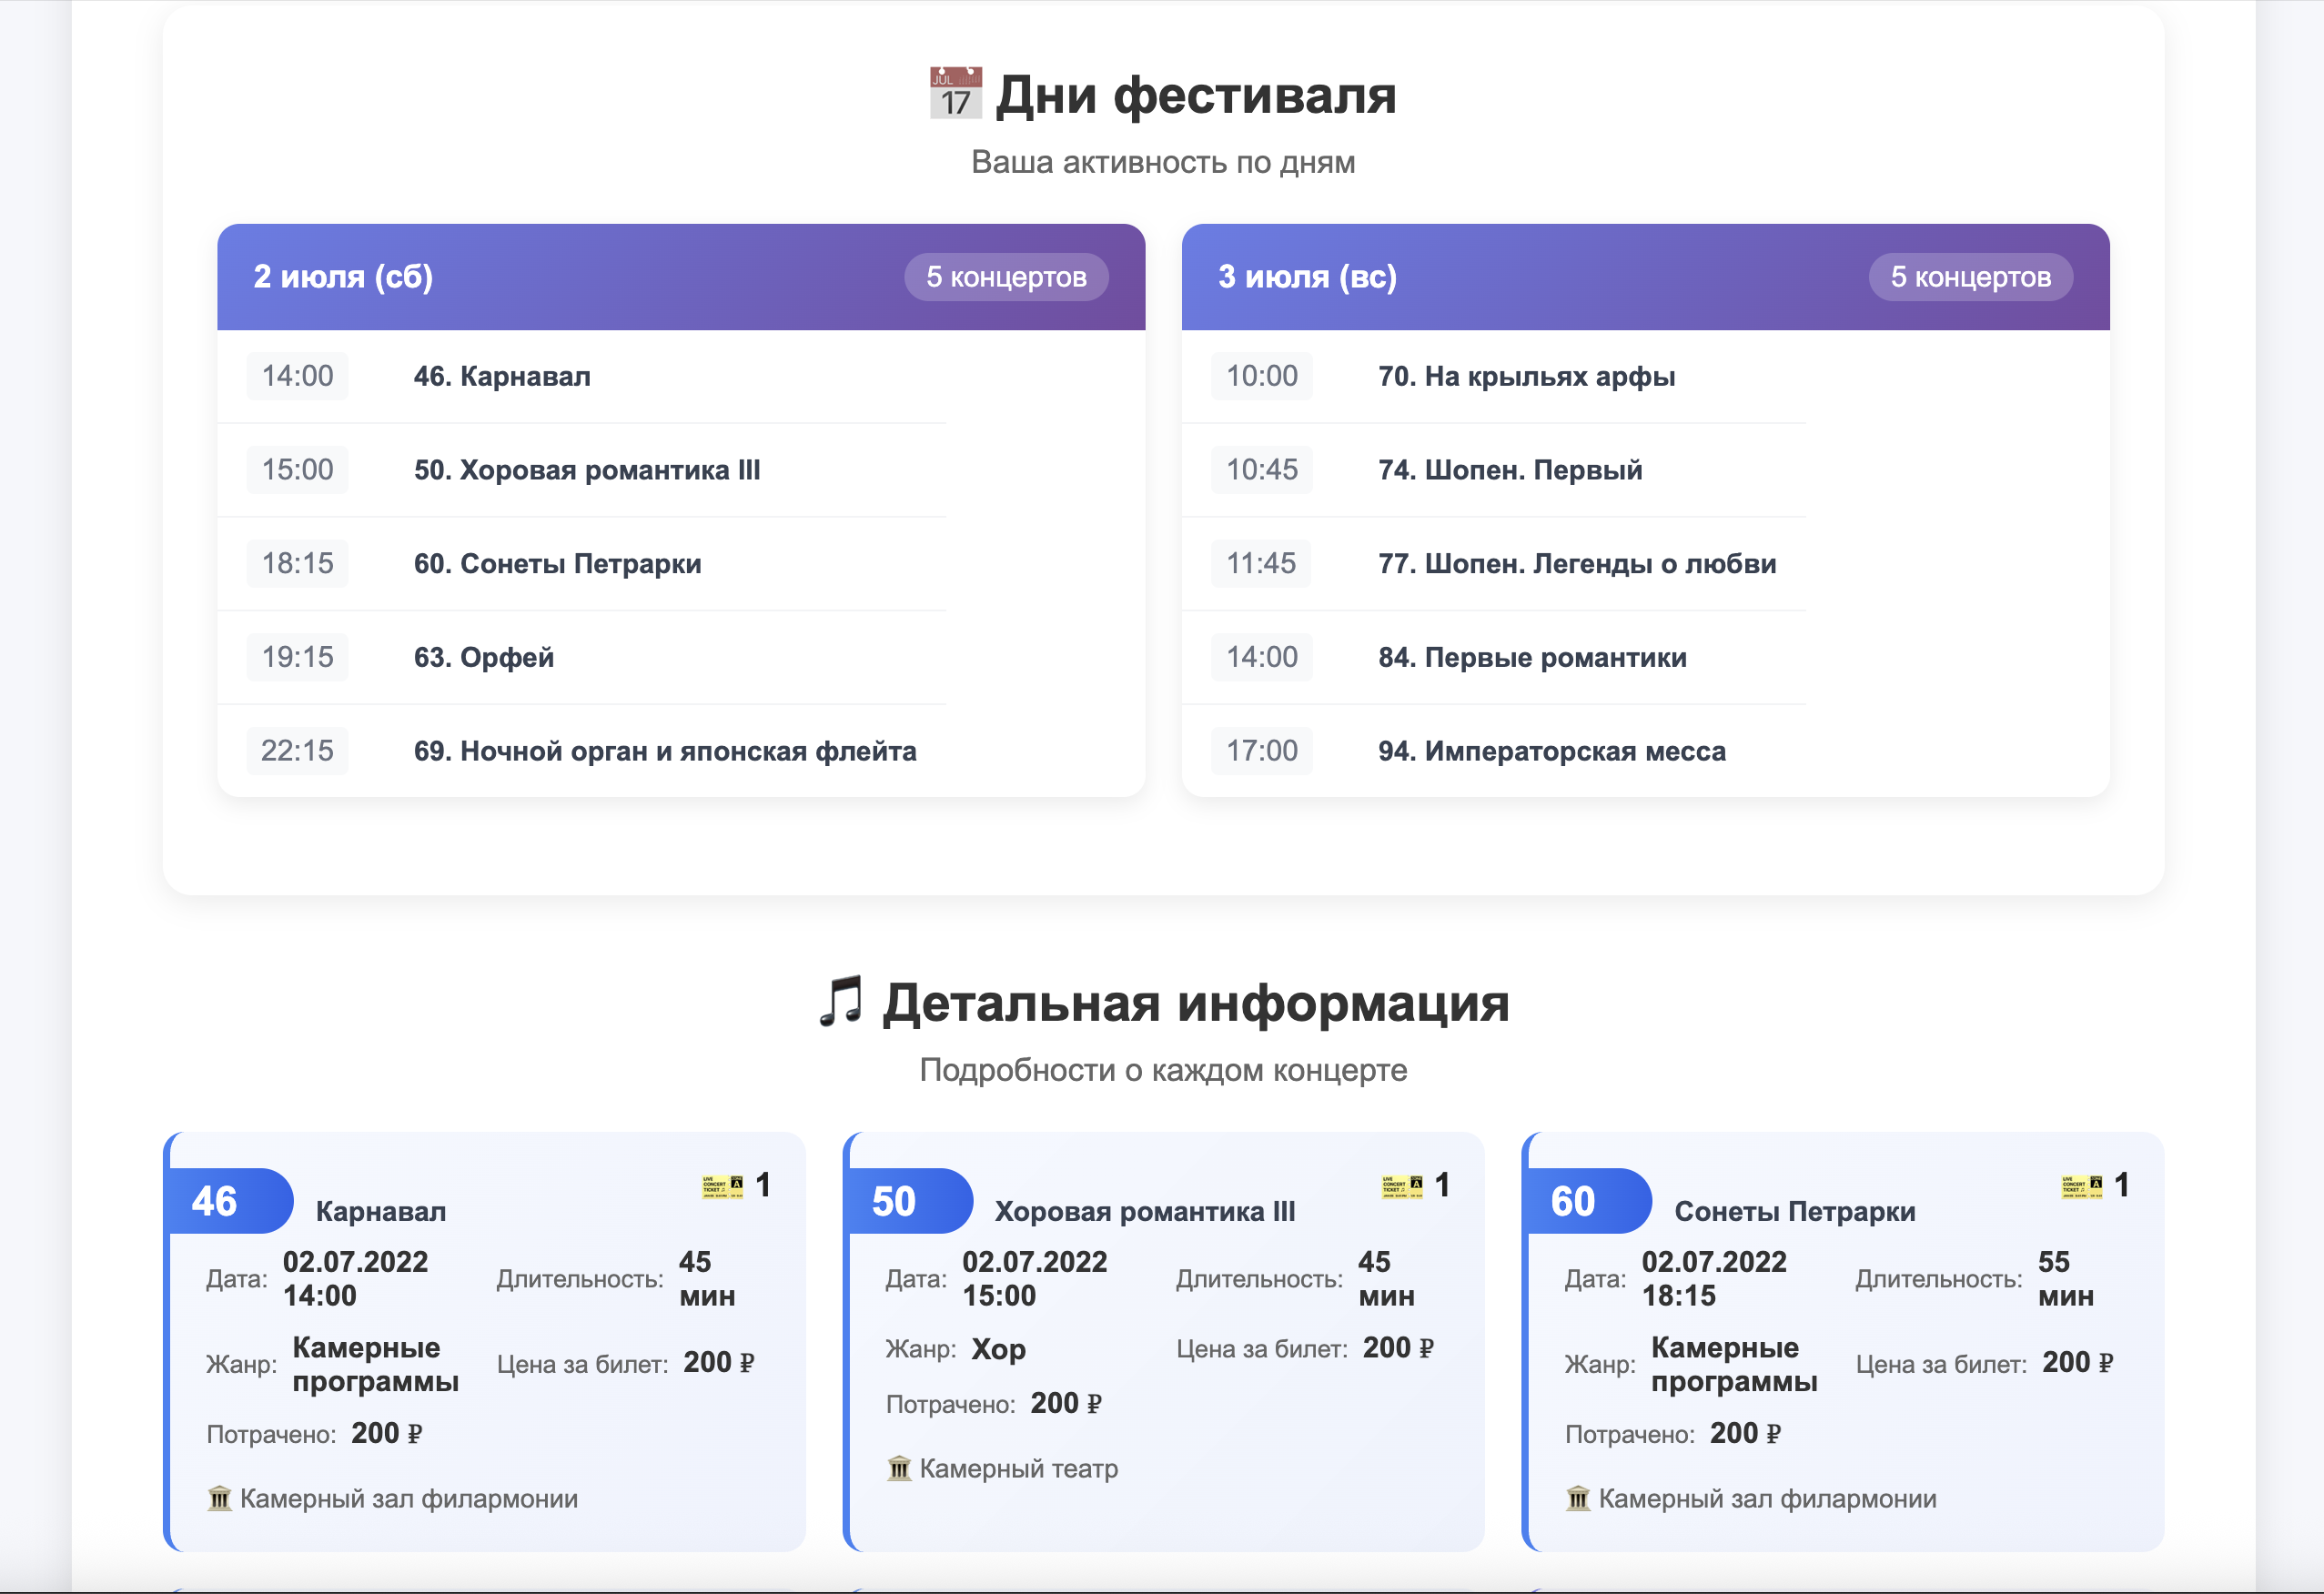 📅 Дни фестиваля
Ваша активность по дням
2 июля (сб) 5 концертов
14:00 46. Карнавал
15:00 50. Хоровая романтика III
18:15 60. Сонеты Петрарки
19:15 63. Орфей
22:15 69. Ночной орган и японская флейта
3 июля (вс) 5 концертов
10:00 70. На крыльях арфы
10:45 74. Шопен. Первый
11:45 77. Шопен. Легенды о любви
14:00 84. Первые романтики
17:00 94. Императорская месса
🎵 Детальная информация
Подробности о каждом концерте
46 Карнавал 🎫 1
Дата: 02.07.2022 14:00
Длительность: 45 мин
Жанр: Камерные программы
Цена за билет: 200 ₽
Потрачено: 200 ₽
🏛 Камерный зал филармонии
50 Хоровая романтика III 🎫 1
Дата: 02.07.2022 15:00
Длительность: 45 мин
Жанр: Хор
Цена за билет: 200 ₽
Потрачено: 200 ₽
🏛 Камерный театр
60 Сонеты Петрарки 🎫 1
Дата: 02.07.2022 18:15
Длительность: 55 мин
Жанр: Камерные программы
Цена за билет: 200 ₽
Потрачено: 200 ₽
🏛 Камерный зал филармонии